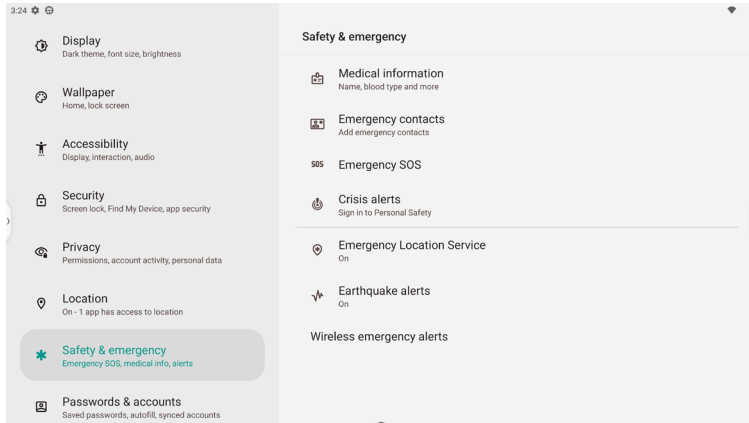 3:24
Display
Dark theme, font size, brightness
Wallpaper
Home, lock screen
Accessibility
Display, interaction, audio
Security
Screen lock, Find My Device, app security
Privacy
Permissions, account activity, personal data
Location
On - 1 app has access to location
Safety & emergency
Emergency SOS, medical info, alerts
Passwords & accounts
Saved passwords, autofill, synced accounts
Safety & emergency
Medical information
Name, blood type and more
Emergency contacts
Add emergency contacts
SOS Emergency SOS
Crisis alerts
Sign in to Personal Safety
Emergency Location Service
On
Earthquake alerts
On
Wireless emergency alerts